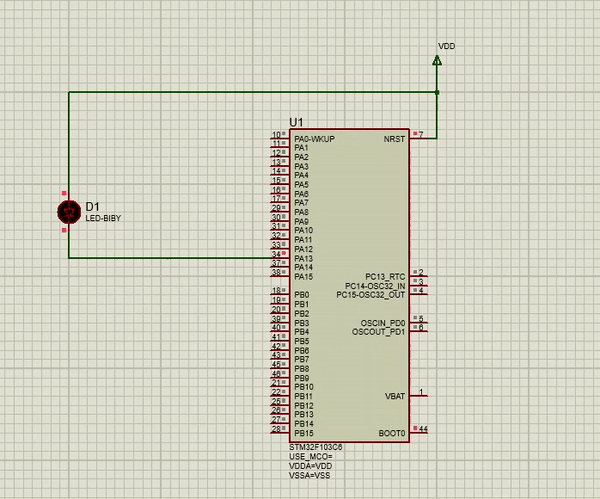 VDD
U1
10 PA0-WKUP NRST 7
11 PA1
12 PA2
13 PA3
14 PA4
15 PA5
16 PA6
17 PA7
29 PA8
30 PA9
31 PA10
32 PA11
33 PA12
34 PA13
37 PA14
38 PA15
D1
LED-BIBY
PC13_RTC 2
PC14-OSC32_IN 3
PC15-OSC32_OUT 4
18 PB0
19 PB1
20 PB2
39 PB3
40 PB4
41 PB5
42 PB6
43 PB7
45 PB8
46 PB9
21 PB10
22 PB11
25 PB12
26 PB13
27 PB14
28 PB15
OSCIN_PD0 5
OSCOUT_PD1 6
VBAT 1
BOOT0 44
STM32F103C6
USE_MCO=
VDDA=VDD
VSSA=VSS